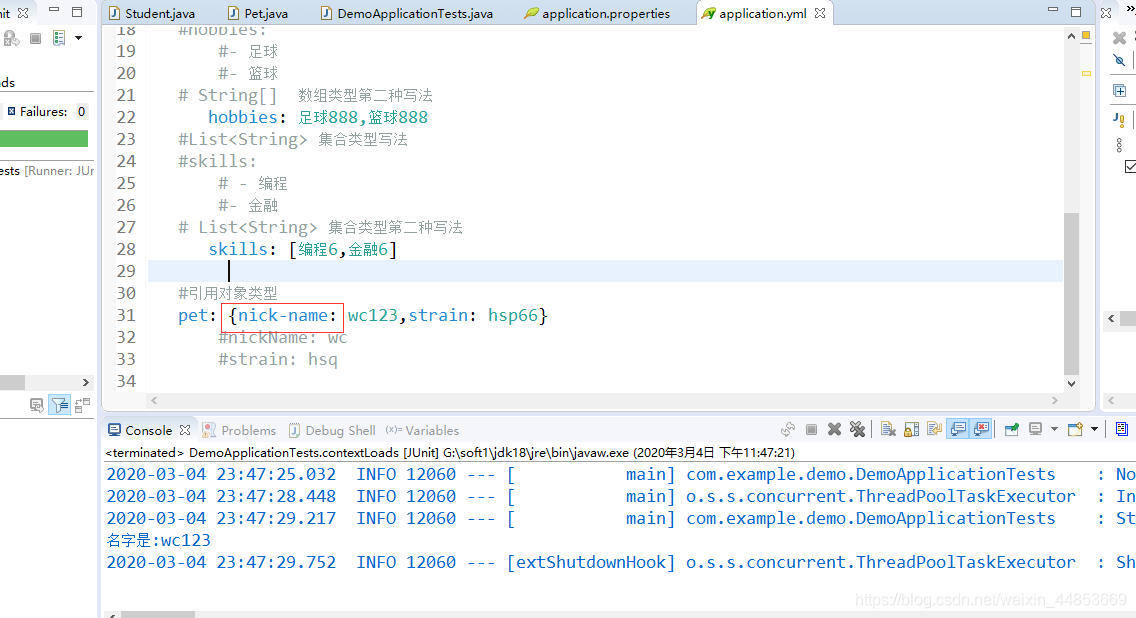 nit
Student.java Pet.java DemoApplicationTests.java application.properties application.yml
ds
Failures: 0
ests [Runner: JUr
18 #hobbies:
19 #- 足球
20 #- 篮球
21 # String[] 数组类型第二种写法
22 hobbies: 足球888,篮球888
23 #List<String> 集合类型写法
24 #skills:
25 # - 编程
26 #- 金融
27 # List<String> 集合类型第二种写法
28 skills: [编程6,金融6]
29
30 #引用对象类型
31 pet: {nick-name: wc123,strain: hsp66}
32 #nickName: wc
33 #strain: hsq
34
Console Problems Debug Shell (x)= Variables
<terminated> DemoApplicationTests.contextLoads [JUnit] G:\soft1\jdk18\jre\bin\javaw.exe (2020年3月4日 下午11:47:21)
2020-03-04 23:47:25.032 INFO 12060 --- [ main] com.example.demo.DemoApplicationTests : No
2020-03-04 23:47:28.448 INFO 12060 --- [ main] o.s.s.concurrent.ThreadPoolTaskExecutor : In
2020-03-04 23:47:29.217 INFO 12060 --- [ main] com.example.demo.DemoApplicationTests : St
名字是:wc123
2020-03-04 23:47:29.752 INFO 12060 --- [extShutdownHook] o.s.s.concurrent.ThreadPoolTaskExecutor : Sh
https://blog.csdn.net/weixin_44853669